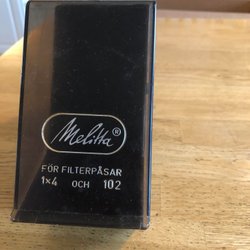 Melitta®
FÖR FILTERPÅSAR
1×4 OCH 102